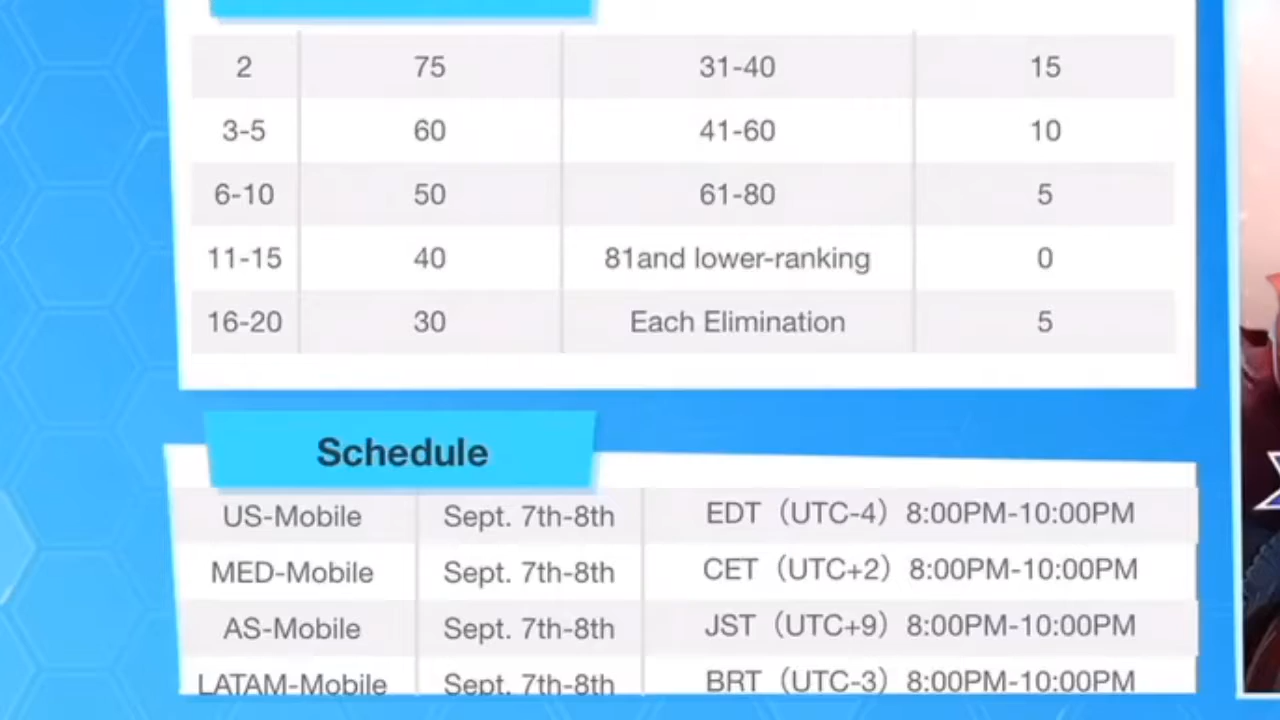 2 75 31-40 15
3-5 60 41-60 10
6-10 50 61-80 5
11-15 40 81and lower-ranking 0
16-20 30 Each Elimination 5
Schedule
US-Mobile Sept. 7th-8th EDT（UTC-4）8:00PM-10:00PM
MED-Mobile Sept. 7th-8th CET（UTC+2）8:00PM-10:00PM
AS-Mobile Sept. 7th-8th JST（UTC+9）8:00PM-10:00PM
LATAM-Mobile Sept. 7th-8th BRT（UTC-3）8:00PM-10:00PM